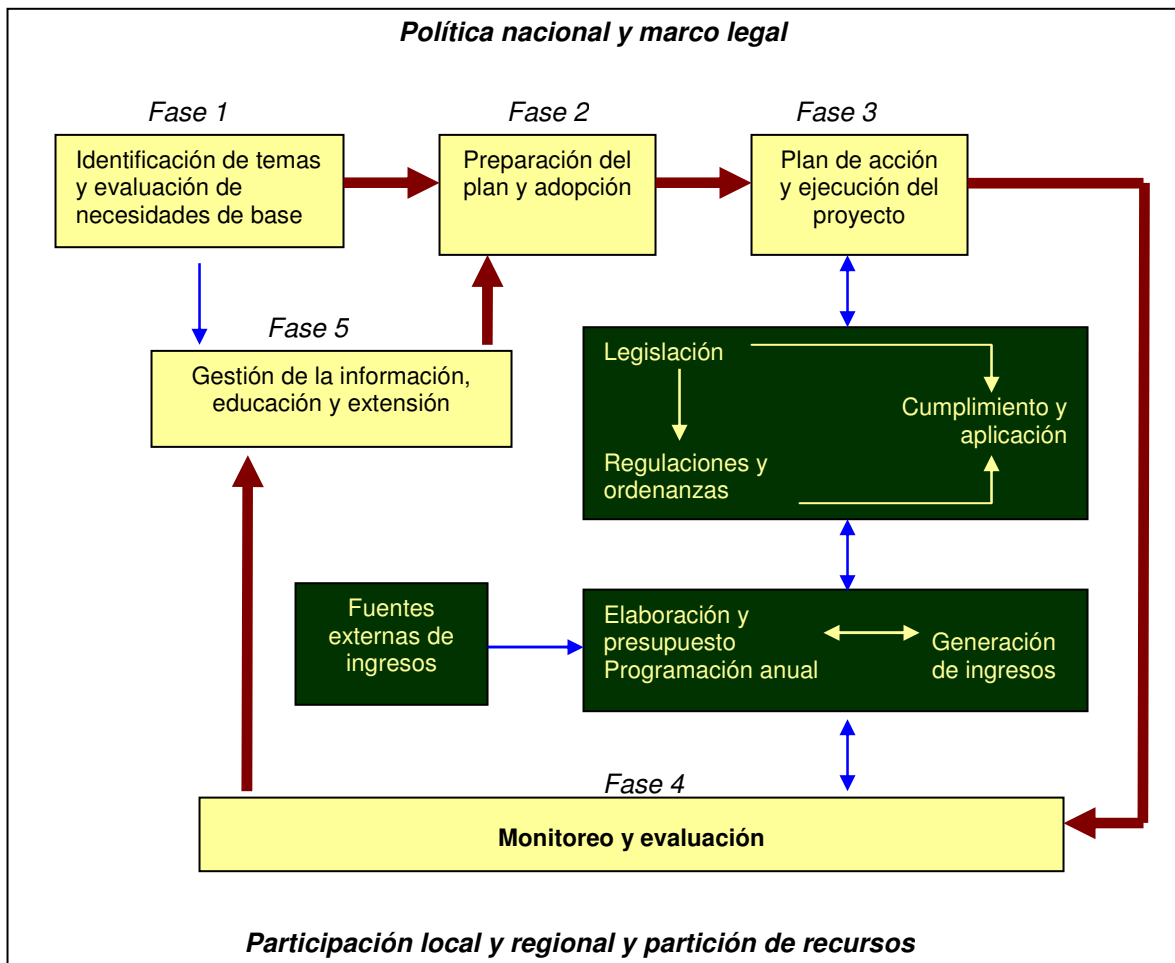 Política nacional y marco legal
Fase 1
Fase 2
Fase 3
Identificación de temas
y evaluación de
necesidades de base
Preparación del
plan y adopción
Plan de acción
y ejecución del
proyecto
Fase 5
Gestión de la información,
educación y extensión
Legislación
Cumplimiento y
aplicación
Regulaciones y
ordenanzas
Fuentes
externas de
ingresos
Elaboración y
presupuesto
Programación anual
Generación
de ingresos
Fase 4
Monitoreo y evaluación
Participación local y regional y partición de recursos